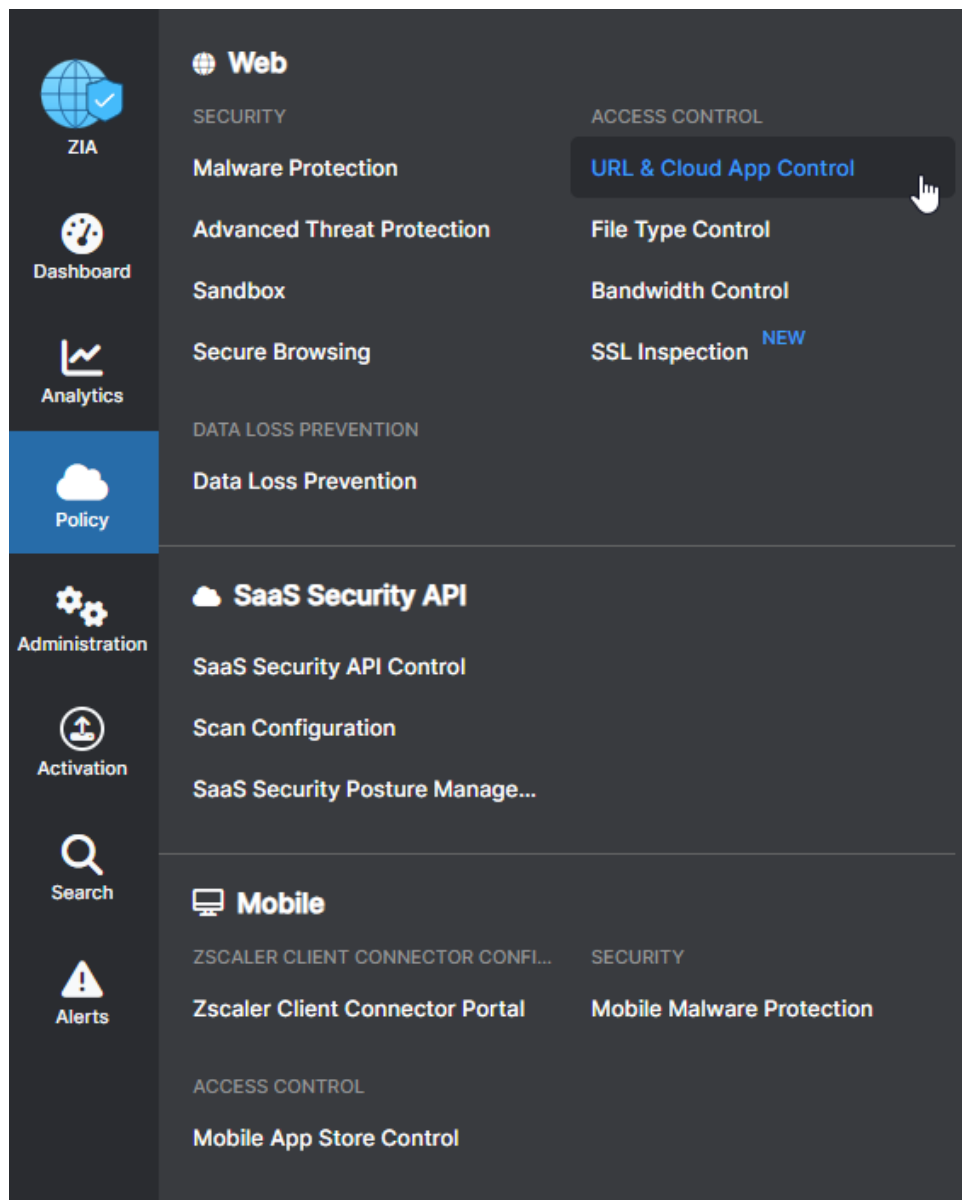 ZIA
Dashboard
Analytics
Policy
Administration
Activation
Search
Alerts
Web
SECURITY
Malware Protection
Advanced Threat Protection
Sandbox
Secure Browsing
ACCESS CONTROL
URL & Cloud App Control
File Type Control
Bandwidth Control
SSL Inspection NEW
DATA LOSS PREVENTION
Data Loss Prevention
SaaS Security API
SaaS Security API Control
Scan Configuration
SaaS Security Posture Manage...
Mobile
ZSCALER CLIENT CONNECTOR CONFI...
Zscaler Client Connector Portal
SECURITY
Mobile Malware Protection
ACCESS CONTROL
Mobile App Store Control